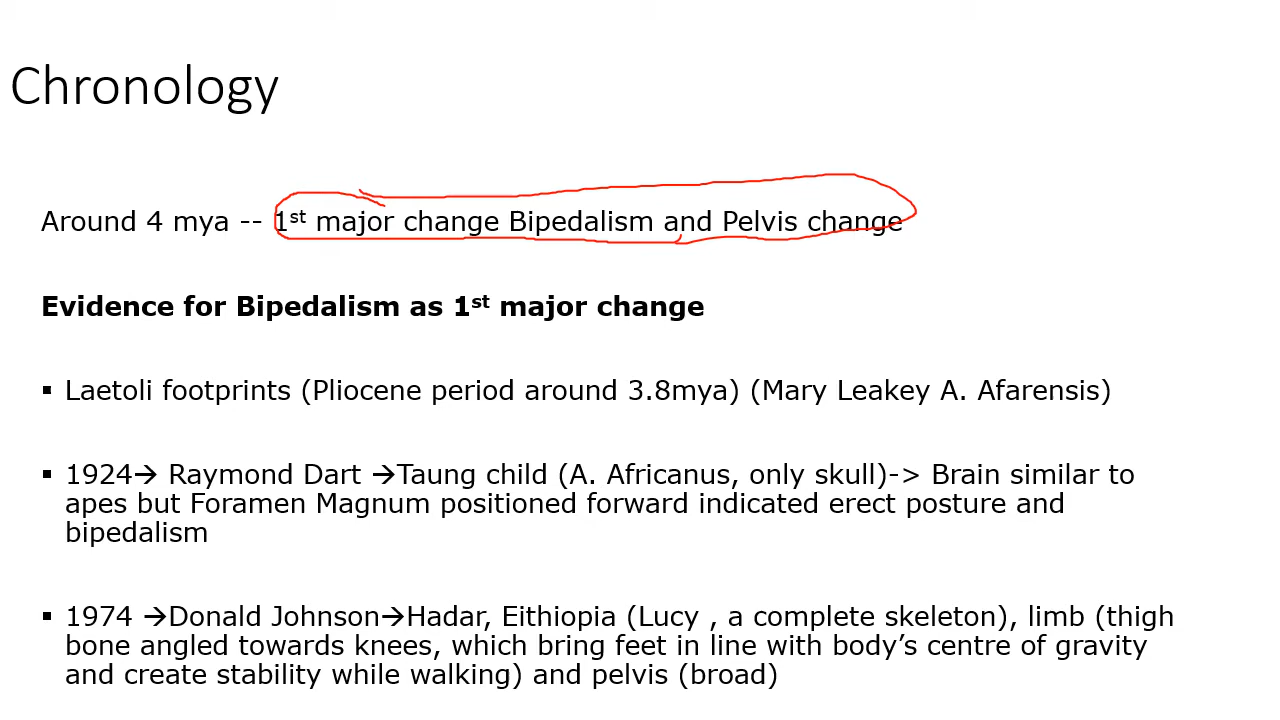 Chronology
Around 4 mya -- 1st major change Bipedalism and Pelvis change
Evidence for Bipedalism as 1st major change
▪ Laetoli footprints (Pliocene period around 3.8mya) (Mary Leakey A. Afarensis)
▪ 1924→ Raymond Dart →Taung child (A. Africanus, only skull)-> Brain similar to
apes but Foramen Magnum positioned forward indicated erect posture and
bipedalism
▪ 1974 →Donald Johnson→Hadar, Eithiopia (Lucy , a complete skeleton), limb (thigh
bone angled towards knees, which bring feet in line with body’s centre of gravity
and create stability while walking) and pelvis (broad)